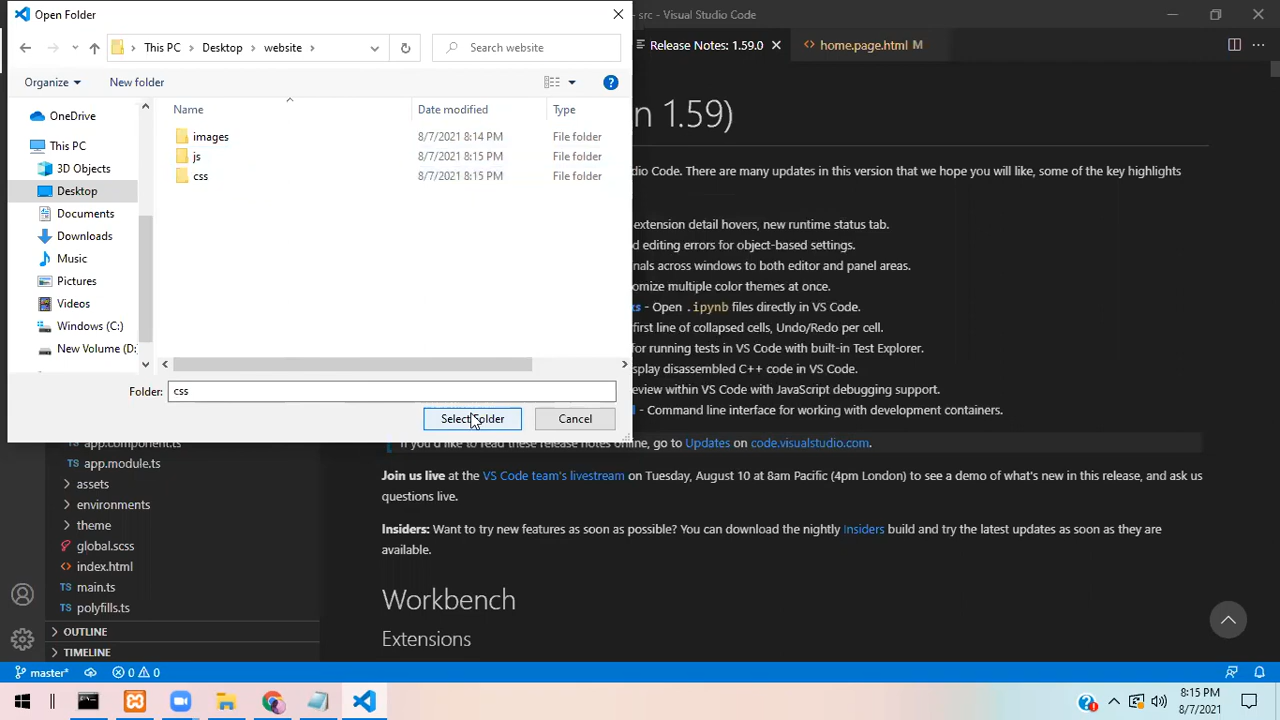 Open Folder
- src - Visual Studio Code
This PC > Desktop > website >
Search website
Release Notes: 1.59.0
home.page.html M
Organize
New folder
Name
Date modified
Type
OneDrive
This PC
3D Objects
Desktop
Documents
Downloads
Music
Pictures
Videos
Windows (C:)
New Volume (D:
images 8/7/2021 8:14 PM File folder
js 8/7/2021 8:15 PM File folder
css 8/7/2021 8:15 PM File folder
Folder: css
Select Folder
Cancel
n 1.59)
dio Code. There are many updates in this version that we hope you will like, some of the key highlights
extension detail hovers, new runtime status tab.
d editing errors for object-based settings.
nals across windows to both editor and panel areas.
omize multiple color themes at once.
ks - Open .ipynb files directly in VS Code.
first line of collapsed cells, Undo/Redo per cell.
for running tests in VS Code with built-in Test Explorer.
splay disassembled C++ code in VS Code.
eview within VS Code with JavaScript debugging support.
l - Command line interface for working with development containers.
If you'd like to read these release notes online, go to Updates on code.visualstudio.com.
Join us live at the VS Code team's livestream on Tuesday, August 10 at 8am Pacific (4pm London) to see a demo of what's new in this release, and ask us
questions live.
Insiders: Want to try new features as soon as possible? You can download the nightly Insiders build and try the latest updates as soon as they are
available.
Workbench
Extensions
app.component.ts
TS app.module.ts
> assets
> environments
> theme
global.scss
index.html
TS main.ts
TS polyfills.ts
> OUTLINE
> TIMELINE
master*
0 0
8:15 PM
8/7/2021